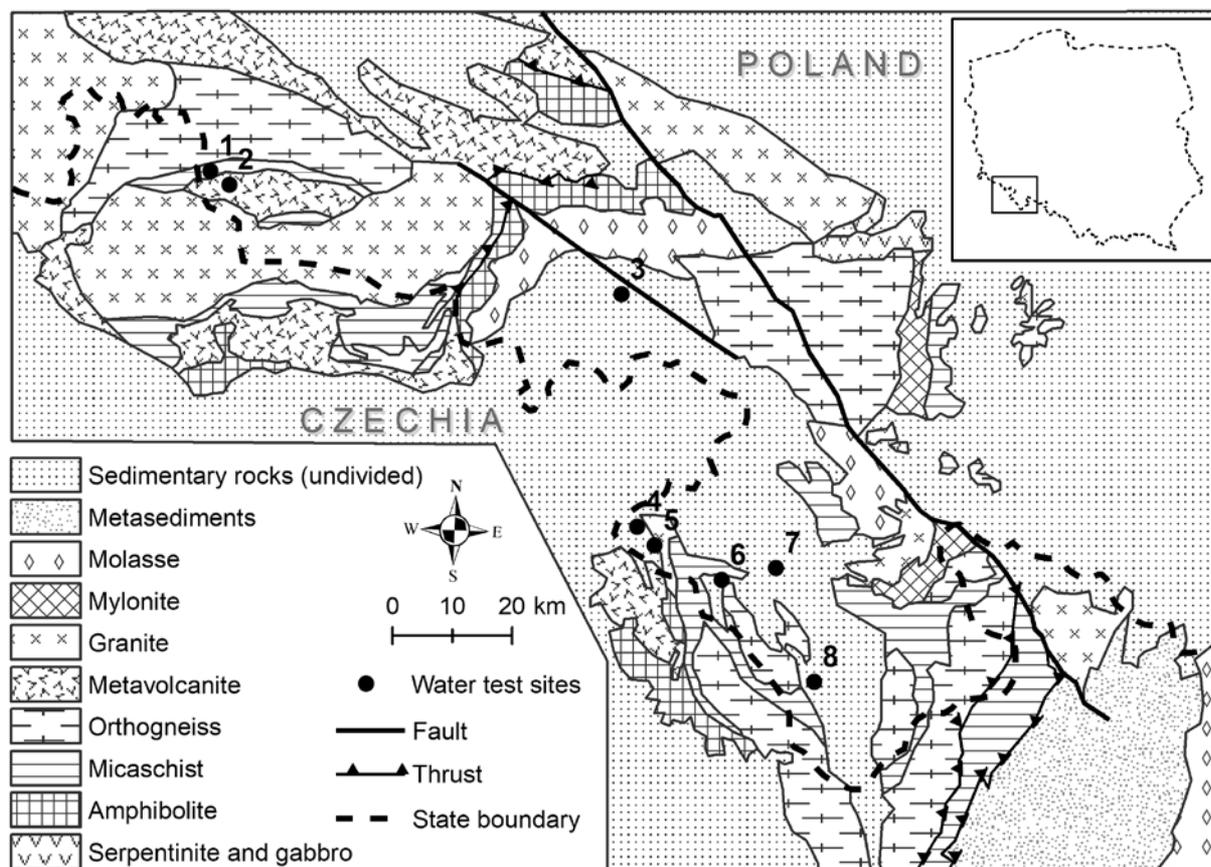 POLAND
1
2
3
CZECHIA
4
5
6
7
8
Sedimentary rocks (undivided)
Metasediments
Molasse
Mylonite
Granite
Metavolcanite
Orthogneiss
Micaschist
Amphibolite
Serpentinite and gabbro
N
W E
S
0 10 20 km
Water test sites
Fault
Thrust
State boundary